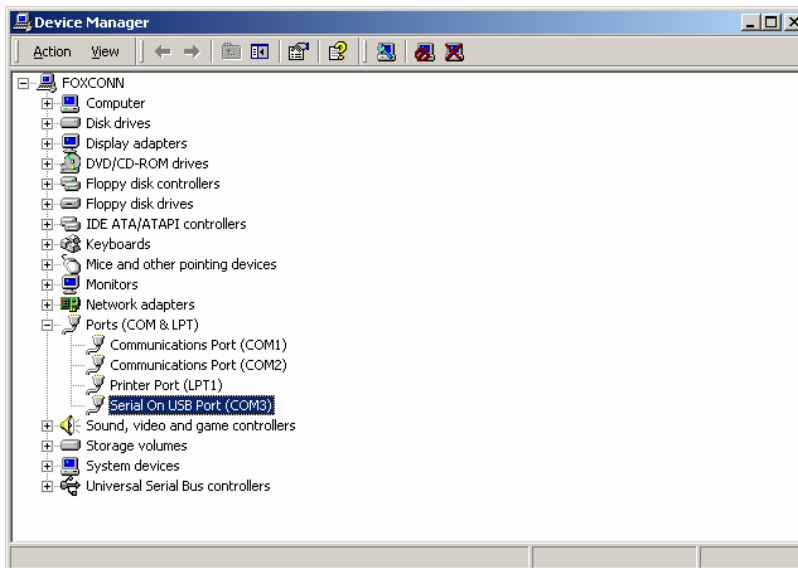 Device Manager
Action View
FOXCONN
Computer
Disk drives
Display adapters
DVD/CD-ROM drives
Floppy disk controllers
Floppy disk drives
IDE ATA/ATAPI controllers
Keyboards
Mice and other pointing devices
Monitors
Network adapters
Ports (COM & LPT)
Communications Port (COM1)
Communications Port (COM2)
Printer Port (LPT1)
Serial On USB Port (COM3)
Sound, video and game controllers
Storage volumes
System devices
Universal Serial Bus controllers